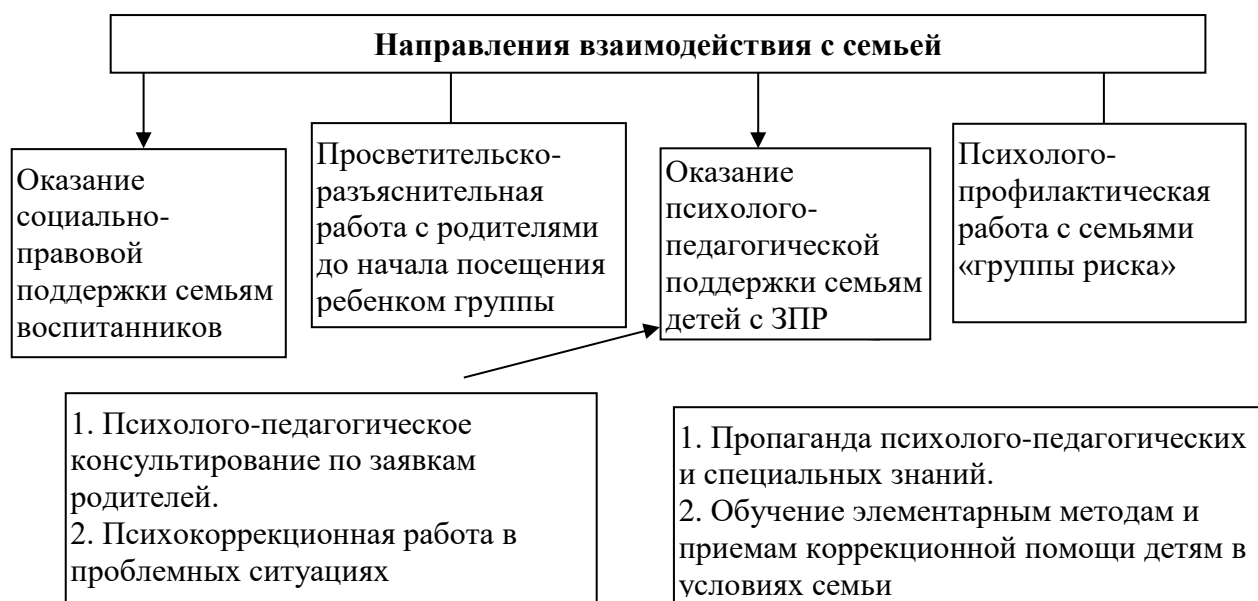 Направления взаимодействия с семьей
Оказание
социально-
правовой
поддержки семьям
воспитанников
Просветительско-
разъяснительная
работа с родителями
до начала посещения
ребенком группы
Оказание
психолого-
педагогической
поддержки семьям
детей с ЗПР
Психолого-
профилактическая
работа с семьями
«группы риска»
1. Психолого-педагогическое
консультирование по заявкам
родителей.
2. Психокоррекционная работа в
проблемных ситуациях
1. Пропаганда психолого-педагогических
и специальных знаний.
2. Обучение элементарным методам и
приемам коррекционной помощи детям в
условиях семьи